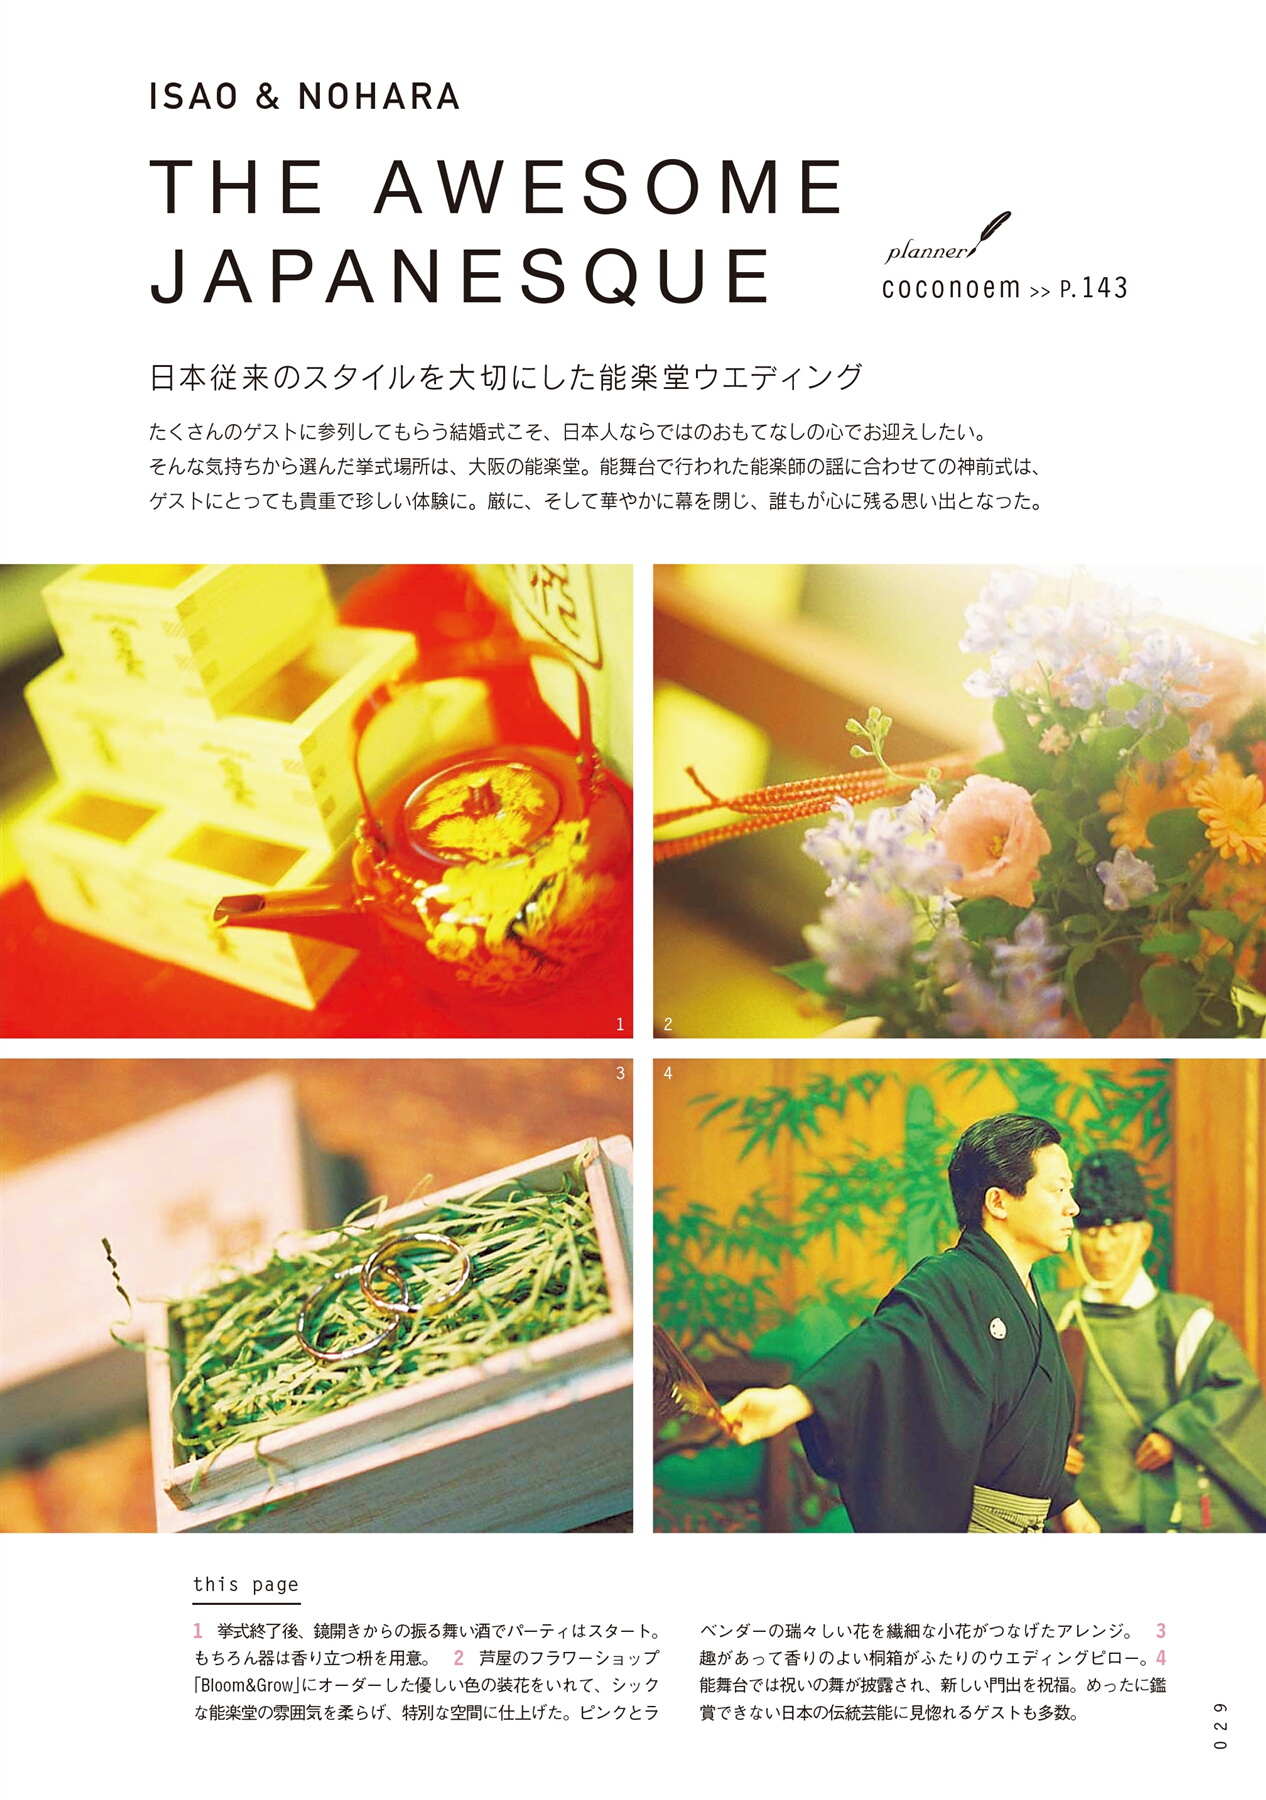 ISAO & NOHARA
THE AWESOME
JAPANESQUE
planner
coconoem >> P.143
日本従来のスタイルを大切にした能楽堂ウエディング
たくさんのゲストに参列してもらう結婚式こそ、日本人ならではのおもてなしの心でお迎えしたい。
そんな気持ちから選んだ挙式場所は、大阪の能楽堂。能舞台で行われた能楽師の謡に合わせての神前式は、
ゲストにとっても貴重で珍しい体験に。厳に、そして華やかに幕を閉じ、誰もが心に残る思い出となった。
1
2
3
4
this page
1 挙式終了後、鏡開きからの振る舞い酒でパーティはスタート。
もちろん器は香り立つ枡を用意。 2 芦屋のフラワーショップ
「Bloom&Grow」にオーダーした優しい色の装花をいれて、シック
な能楽堂の雰囲気を柔らげ、特別な空間に仕上げた。ピンクとラ
ベンダーの瑞々しい花を繊細な小花がつなげたアレンジ。 3
趣があって香りのよい桐箱がふたりのウエディングピロー。4
能舞台では祝いの舞が披露され、新しい門出を祝福。めったに鑑
賞できない日本の伝統芸能に見惚れるゲストも多数。
029